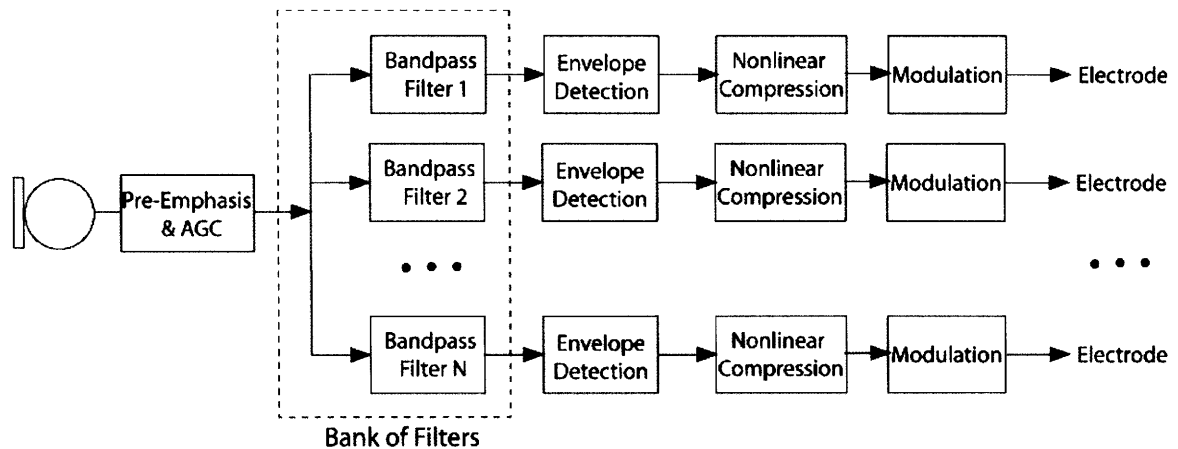 Pre-Emphasis
& AGC
Bandpass
Filter 1
Envelope
Detection
Nonlinear
Compression
Modulation
Electrode
Bandpass
Filter 2
Envelope
Detection
Nonlinear
Compression
Modulation
Electrode
Bandpass
Filter N
Envelope
Detection
Nonlinear
Compression
Modulation
Electrode
Bank of Filters